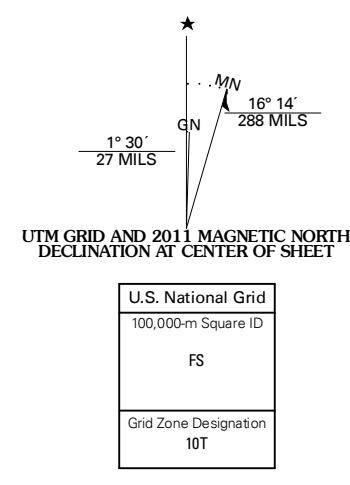 MN
16° 14´
288 MILS
GN
1° 30´
27 MILS
UTM GRID AND 2011 MAGNETIC NORTH
DECLINATION AT CENTER OF SHEET
U.S. National Grid
100,000-m Square ID
FS
Grid Zone Designation
10T